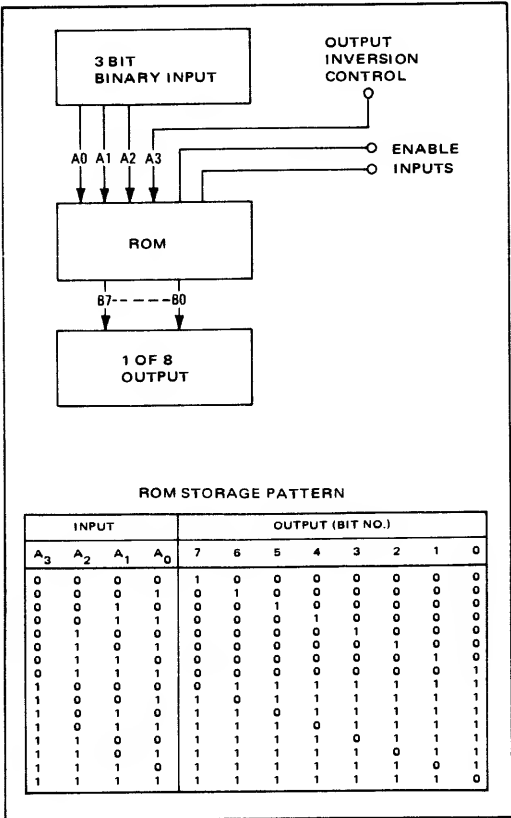 3 BIT
BINARY INPUT
OUTPUT
INVERSION
CONTROL
A0 A1 A2 A3
ENABLE
INPUTS
ROM
B7-----B0
1 OF 8
OUTPUT
ROM STORAGE PATTERN
INPUT OUTPUT (BIT NO.)
A3 A2 A1 A0 7 6 5 4 3 2 1 0
0 0 0 0 1 0 0 0 0 0 0 0
0 0 0 1 0 1 0 0 0 0 0 0
0 0 1 0 0 0 1 0 0 0 0 0
0 0 1 1 0 0 0 1 0 0 0 0
0 1 0 0 0 0 0 0 1 0 0 0
0 1 0 1 0 0 0 0 0 1 0 0
0 1 1 0 0 0 0 0 0 0 1 0
0 1 1 1 0 0 0 0 0 0 0 1
1 0 0 0 0 1 1 1 1 1 1 1
1 0 0 1 1 0 1 1 1 1 1 1
1 0 1 0 1 1 0 1 1 1 1 1
1 0 1 1 1 1 1 0 1 1 1 1
1 1 0 0 1 1 1 1 0 1 1 1
1 1 0 1 1 1 1 1 1 0 1 1
1 1 1 0 1 1 1 1 1 1 0 1
1 1 1 1 1 1 1 1 1 1 1 0